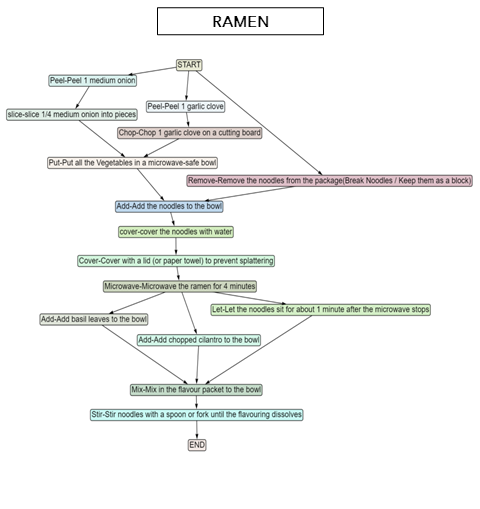 RAMEN
START
Peel-Peel 1 medium onion
Peel-Peel 1 garlic clove
slice-slice 1/4 medium onion into pieces
Chop-Chop 1 garlic clove on a cutting board
Put-Put all the Vegetables in a microwave-safe bowl
Remove-Remove the noodles from the package(Break Noodles / Keep them as a block)
Add-Add the noodles to the bowl
cover-cover the noodles with water
Cover-Cover with a lid (or paper towel) to prevent splattering
Microwave-Microwave the ramen for 4 minutes
Let-Let the noodles sit for about 1 minute after the microwave stops
Add-Add basil leaves to the bowl
Add-Add chopped cilantro to the bowl
Mix-Mix in the flavour packet to the bowl
Stir-Stir noodles with a spoon or fork until the flavouring dissolves
END